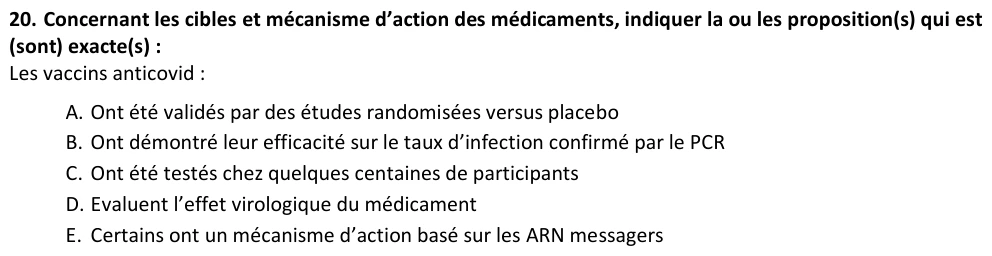 20. Concernant les cibles et mécanisme d’action des médicaments, indiquer la ou les proposition(s) qui est
(sont) exacte(s) :
Les vaccins anticovid :
A. Ont été validés par des études randomisées versus placebo
B. Ont démontré leur efficacité sur le taux d’infection confirmé par le PCR
C. Ont été testés chez quelques centaines de participants
D. Evaluent l’effet virologique du médicament
E. Certains ont un mécanisme d’action basé sur les ARN messagers